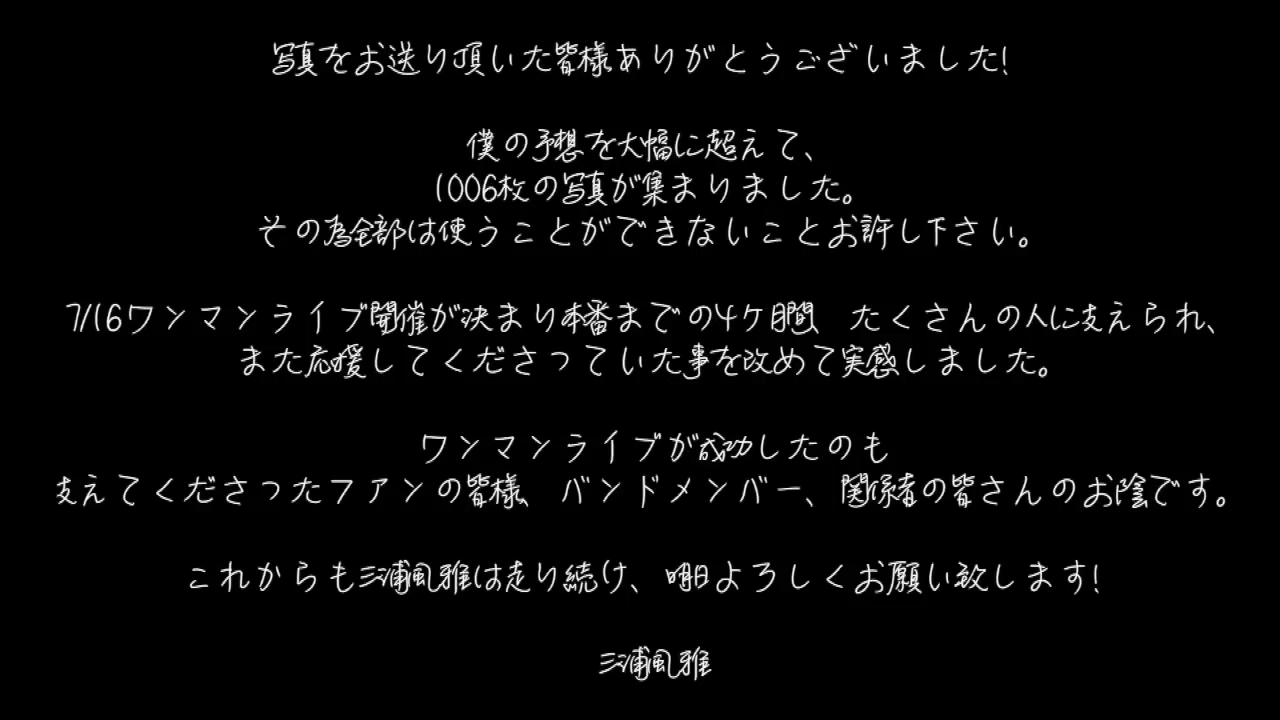 写真をお送り頂いた皆様ありがとうございました!
僕の予想を大幅に超えて、
1006枚の写真が集まりました。
その為全部は使うことができないことお許し下さい。
7/16ワンマンライブ開催が決まり本番までの4ケ月間、たくさんの人に支えられ、
また応援してくださっていた事を改めて実感しました。
ワンマンライブが成功したのも
支えてくださったファンの皆様、バンドメンバー、関係者の皆さんのお陰です。
これからも三浦風雅は走り続け、明日よろしくお願い致します!
三浦風雅